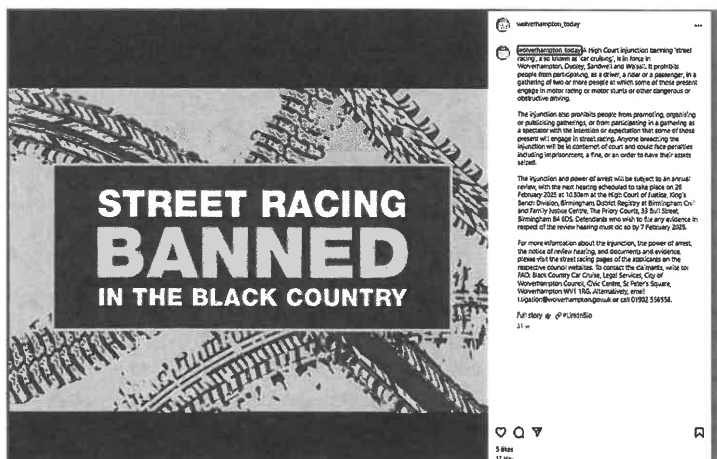 STREET RACING
BANNED
IN THE BLACK COUNTRY
wolverhampton_today
wolverhampton_today A High Court injunction banning 'street
racing', also known as 'car cruising', is in force in
Wolverhampton, Dudley, Sandwell and Walsall. It prohibits
people from participating, as a driver, a rider or a passenger, in a
gathering of two or more people at which some of those present
engage in motor racing or motor stunts or other dangerous or
obstructive driving.
The injunction also prohibits people from promoting, organising
or publicising gatherings, or from participating in a gathering as
a spectator with the intention or expectation that some of those
present will engage in street racing. Anyone breaching the
injunction will be in contempt of court and could face penalties
including imprisonment, a fine, or an order to have their assets
seized.
The injunction and power of arrest will be subject to an annual
review, with the next hearing scheduled to take place on 26
February 2025 at 10.30am at the High Court of Justice, King's
Bench Division, Birmingham District Registry at Birmingham Civil
and Family Justice Centre, The Priory Courts, 33 Bull Street,
Birmingham B4 6DS. Defendants who wish to file any evidence in
respect of the review hearing must do so by 7 February 2025.
For more information about the injunction, the power of arrest,
the notice of review hearing, and documents and evidence,
please visit the street racing pages of the applicants on the
respective council websites. To contact the claimants, write to:
FAO: Black Country Car Cruise, Legal Services, City of
Wolverhampton Council, Civic Centre, St Peter's Square,
Wolverhampton WV1 1RG. Alternatively, email
Litigation@wolverhampton.gov.uk or call 01902 556556.
Full story #LinkInBio
5 likes